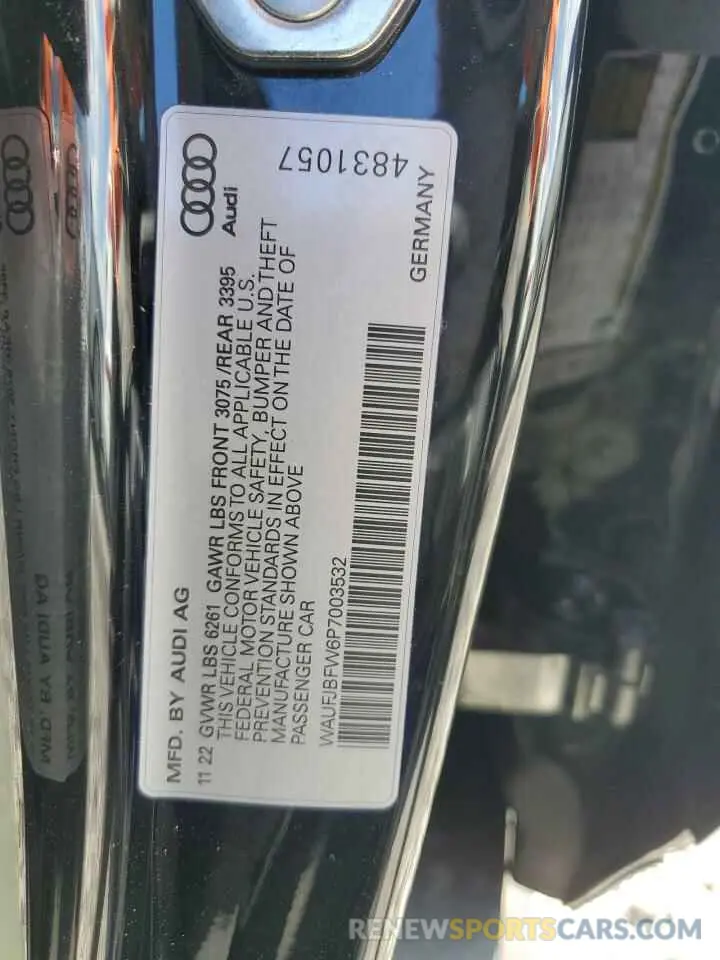 Audi
4831057
MFD. BY AUDI AG
11 22 GVWR LBS 6261 GAWR LBS FRONT 3075/REAR 3395
THIS VEHICLE CONFORMS TO ALL APPLICABLE U.S.
FEDERAL MOTOR VEHICLE SAFETY, BUMPER AND THEFT
PREVENTION STANDARDS IN EFFECT ON THE DATE OF
MANUFACTURE SHOWN ABOVE
PASSENGER CAR
WAUFJBFW6P7003532
GERMANY
RENEWSPORTSCARS.COM